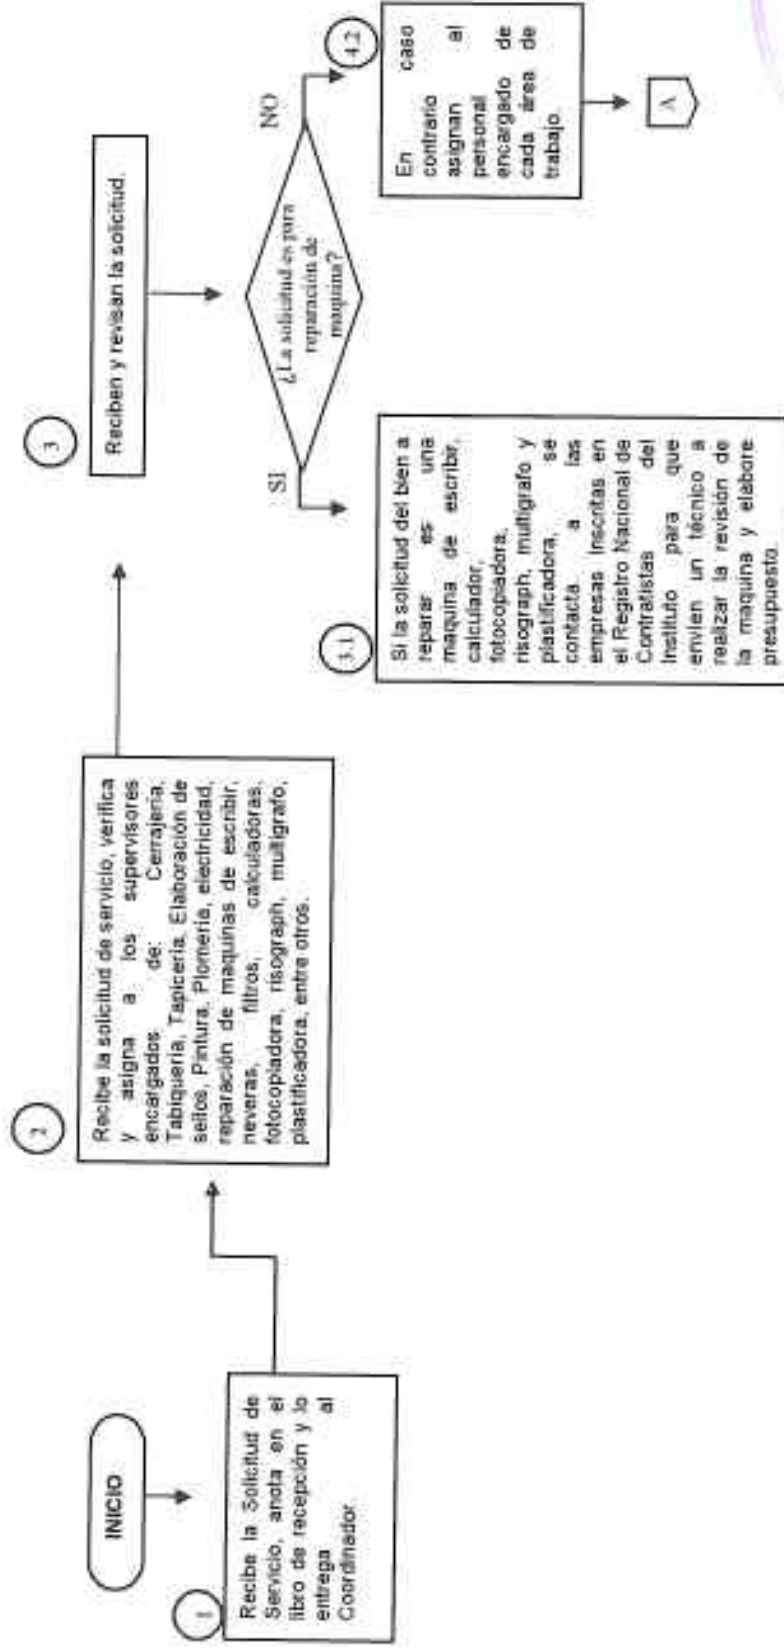 INICIO
1
Recibe la Solicitud de
Servicio, anota en el
libro de recepción y lo
entrega al
Coordinador.
2
Recibe la solicitud de servicio, verifica
y asigna a los supervisores
encargados de: Cerrajería,
Tabiquería, Tapicería, Elaboración de
sellos, Pintura, Plomería, electricidad,
reparación de maquinas de escribir,
neveras, filtros, calculadoras,
fotocopiadora, risograph, multigrafo,
plastificadora, entre otros.
3
Reciben y revisan la solicitud.
¿La solicitud es para
reparación de
maquina?
SI
NO
3.1
Si la solicitud del bien a
reparar es una
maquina de escribir,
calculador,
fotocopiadora,
risograph, multigrafo y
plastificadora, se
contacta a las
empresas Inscritas en
el Registro Nacional de
Contratistas del
Instituto para que
envíen un técnico a
realizar la revisión de
la maquina y elabore
presupuesto.
4.2
En caso
contrario al
asignan
personal
encargado de
cada área de
trabajo.
A